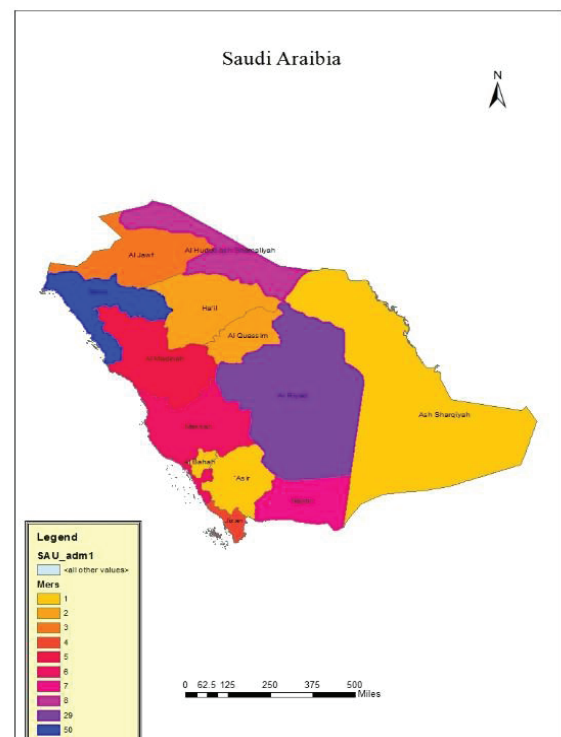 Saudi Araibia
N
Al Jawf
Al Hudud ash Shamaliyah
Ha'il
Al Quassim
Ar Riyad
Ash Sharqiyah
Makkah
Al Bahah
'Asir
Jizan
Legend
SAU_adm1
<all other values>
Mers
1
2
3
4
5
6
7
8
29
50
0 62.5 125 250 375 500
Miles